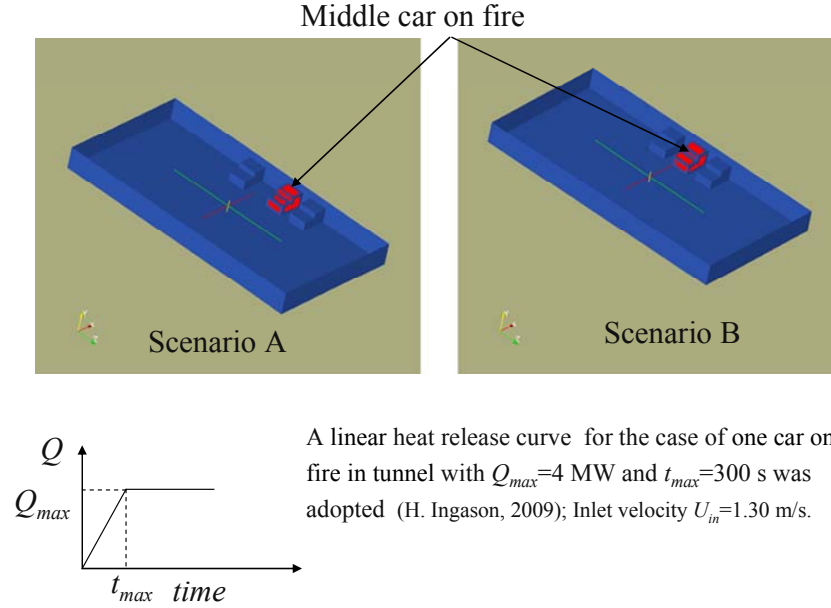 Middle car on fire
Scenario A
Scenario B
Q
Qmax
tmax time
A linear heat release curve for the case of one car on
fire in tunnel with Qmax=4 MW and tmax=300 s was
adopted (H. Ingason, 2009); Inlet velocity Uin=1.30 m/s.